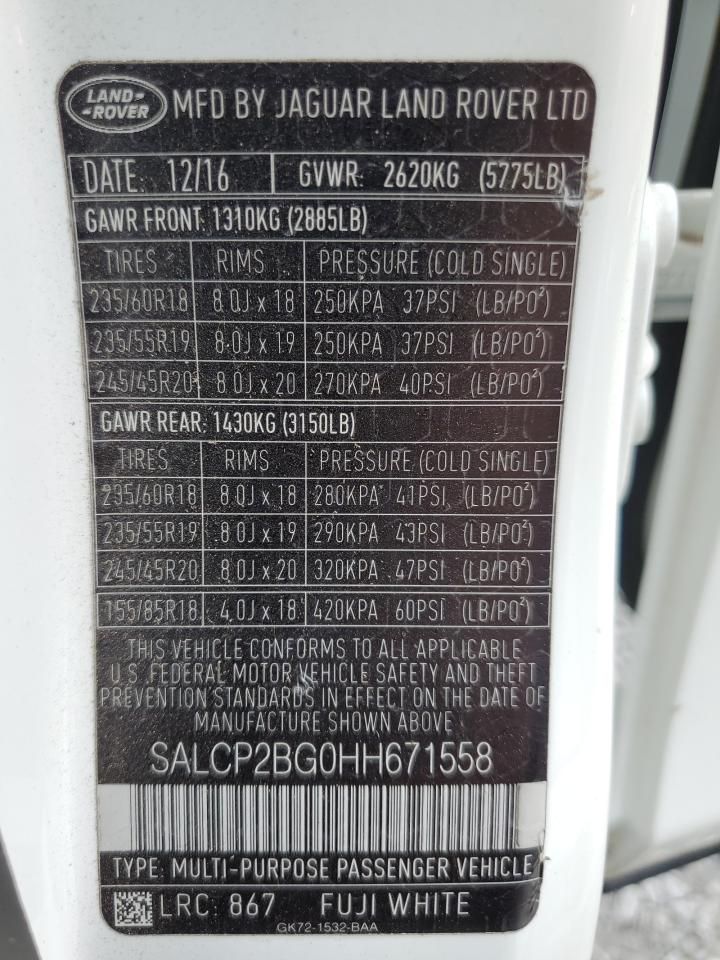 LAND-
-ROVER
MFD BY JAGUAR LAND ROVER LTD
DATE: 12/16 GVWR: 2620KG (5775LB)
GAWR FRONT: 1310KG (2885LB)
TIRES RIMS PRESSURE (COLD SINGLE)
235/60R18 8.0J x 18 250KPA 37PSI (LB/PO²)
235/55R19 8.0J x 19 250KPA 37PSI (LB/PO²)
245/45R20 8.0J x 20 270KPA 40PSI (LB/PO²)
GAWR REAR: 1430KG (3150LB)
TIRES RIMS PRESSURE (COLD SINGLE)
235/60R18 8.0J x 18 280KPA 41PSI (LB/PO²)
235/55R19 8.0J x 19 290KPA 43PSI (LB/PO²)
245/45R20 8.0J x 20 320KPA 47PSI (LB/PO²)
155/85R18 4.0J x 18 420KPA 60PSI (LB/PO²)
THIS VEHICLE CONFORMS TO ALL APPLICABLE
U.S. FEDERAL MOTOR VEHICLE SAFETY AND THEFT
PREVENTION STANDARDS IN EFFECT ON THE DATE OF
MANUFACTURE SHOWN ABOVE.
SALCP2BG0HH671558
TYPE: MULTI-PURPOSE PASSENGER VEHICLE
LRC: 867 FUJI WHITE
GK72-1532-BAA